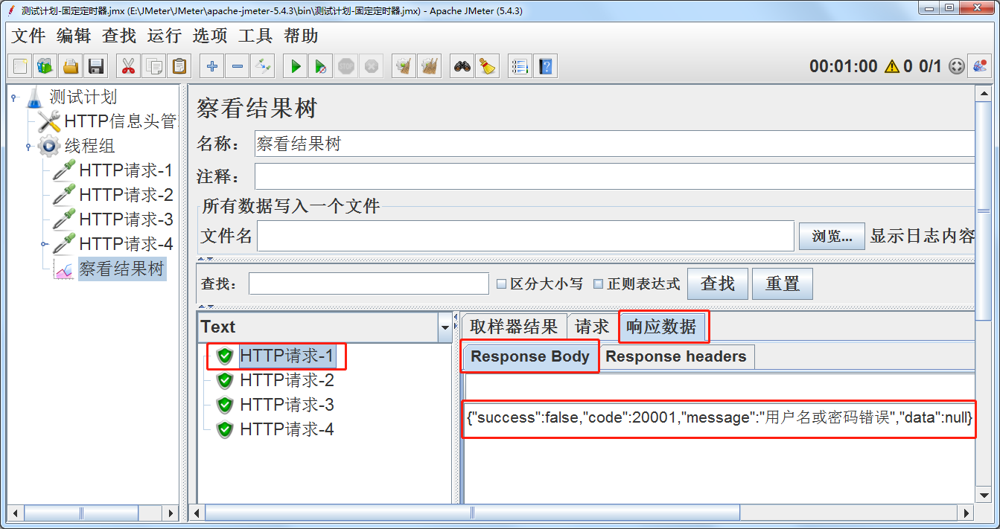 测试计划-固定定时器.jmx (E:\JMeter\JMeter\apache-jmeter-5.4.3\bin\测试计划-固定定时器.jmx) - Apache JMeter (5.4.3)
文件 编辑 查找 运行 选项 工具 帮助
STOP
00:01:00 0 0/1
测试计划
HTTP信息头管
线程组
HTTP请求-1
HTTP请求-2
HTTP请求-3
HTTP请求-4
察看结果树
察看结果树
名称： 察看结果树
注释：
所有数据写入一个文件
文件名 浏览... 显示日志内容
查找： 区分大小写 正则表达式 查找 重置
Text
HTTP请求-1
HTTP请求-2
HTTP请求-3
HTTP请求-4
取样器结果 请求 响应数据
Response Body Response headers
{"success":false,"code":20001,"message":"用户名或密码错误","data":null}